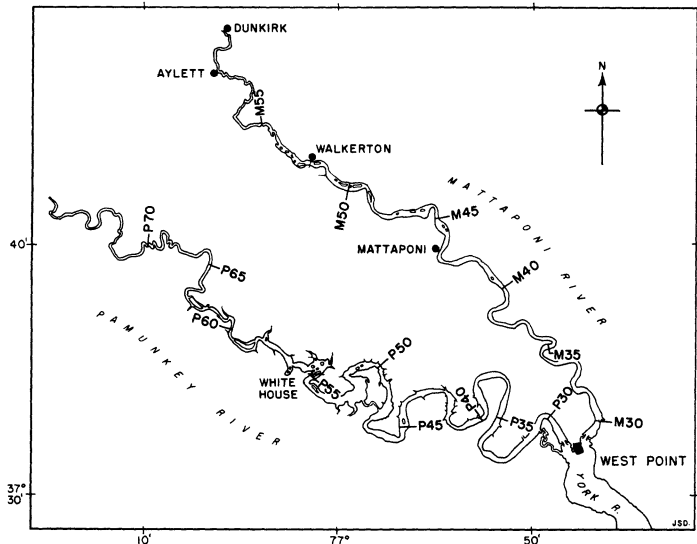 DUNKIRK
AYLETT
M55
N
WALKERTON
M50
MATTAPONI RIVER
M45
P70
40'
MATTAPONI
M40
P65
PAMUNKEY RIVER
P60
P50
M35
WHITE
HOUSE
P55
P40
P30
P45
P35
M30
WEST POINT
YORK R.
37°
30'
JSD.
10'
77°
50'